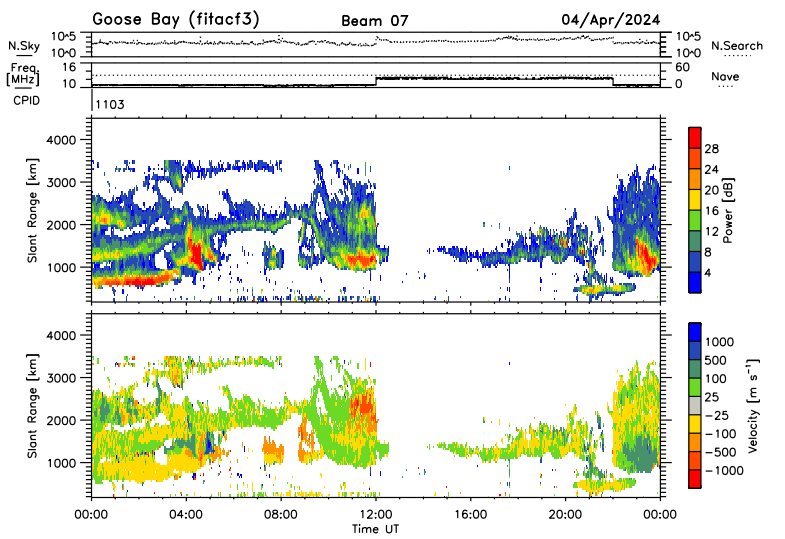 Goose Bay (fitacf3) Beam 07 04/Apr/2024
N.Sky 10^5 10^0 10^5 10^0 N.Search
Freq. [MHz] 16 10 60 0 Nave
CPID 1103
Slant Range [km] 4000 3000 2000 1000
Power [dB] 28 24 20 16 12 8 4
Slant Range [km] 4000 3000 2000 1000
Velocity [m s⁻¹] 1000 500 100 25 −25 −100 −500 −1000
00:00 04:00 08:00 12:00 16:00 20:00 00:00
Time UT